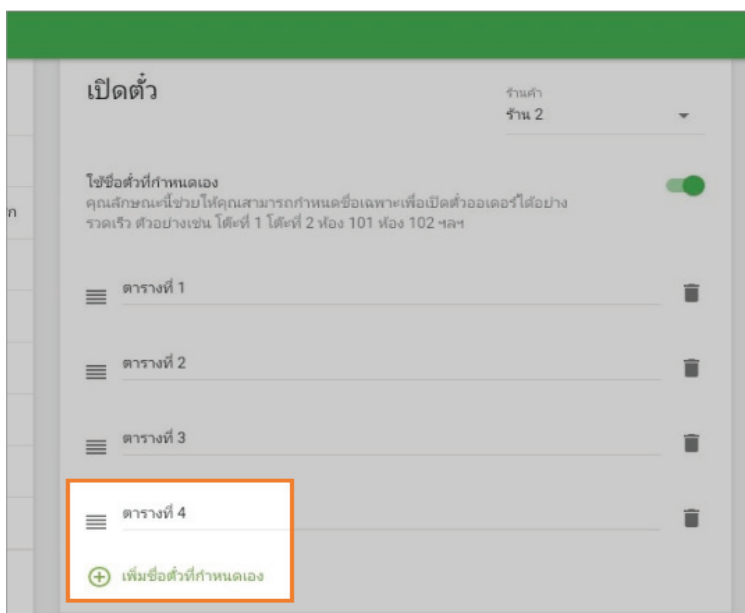 เปิดตั๋ว
ร้านค้า
ร้าน 2
ใช้ชื่อตั๋วที่กำหนดเอง
คุณลักษณะนี้ช่วยให้คุณสามารถกำหนดชื่อเฉพาะเพื่อเปิดตั๋วออเดอร์ได้อย่าง
รวดเร็ว ตัวอย่างเช่น โต๊ะที่ 1 โต๊ะที่ 2 ห้อง 101 ห้อง 102 ฯลฯ
ก
ตารางที่ 1
ตารางที่ 2
ตารางที่ 3
ตารางที่ 4
เพิ่มชื่อตั๋วที่กำหนดเอง